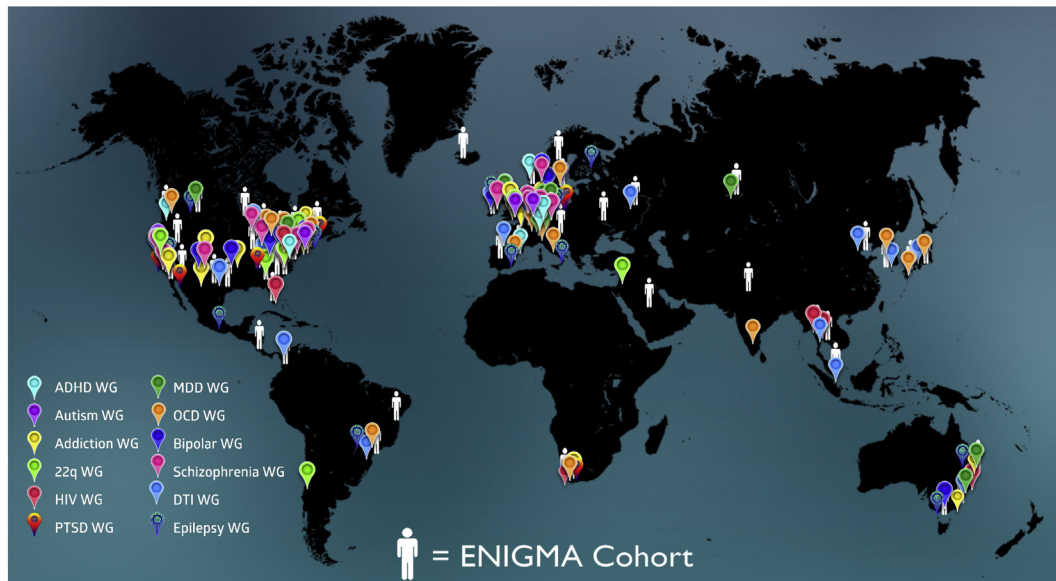 ADHD WG
Autism WG
Addiction WG
22q WG
HIV WG
PTSD WG
MDD WG
OCD WG
Bipolar WG
Schizophrenia WG
DTI WG
Epilepsy WG
= ENIGMA Cohort